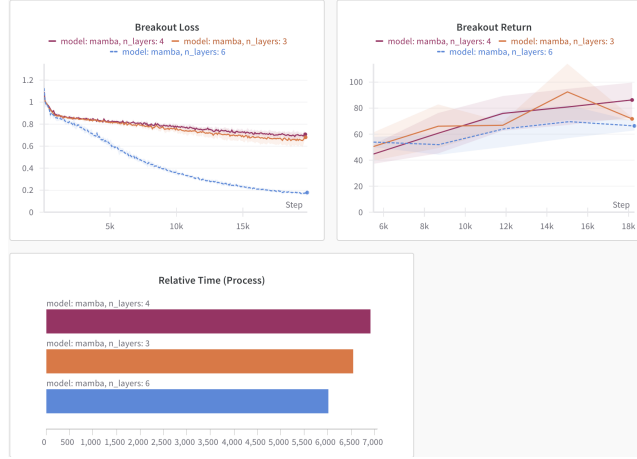 Breakout Loss
model: mamba, n_layers: 4 model: mamba, n_layers: 3
model: mamba, n_layers: 6
1.2
1
0.8
0.6
0.4
0.2
0
Step
5k 10k 15k
Breakout Return
model: mamba, n_layers: 4 model: mamba, n_layers: 3
model: mamba, n_layers: 6
100
80
60
40
20
0
Step
6k 8k 10k 12k 14k 16k 18k
Relative Time (Process)
model: mamba, n_layers: 4
model: mamba, n_layers: 3
model: mamba, n_layers: 6
0 500 1,000 1,500 2,000 2,500 3,000 3,500 4,000 4,500 5,000 5,500 6,000 6,500 7,000